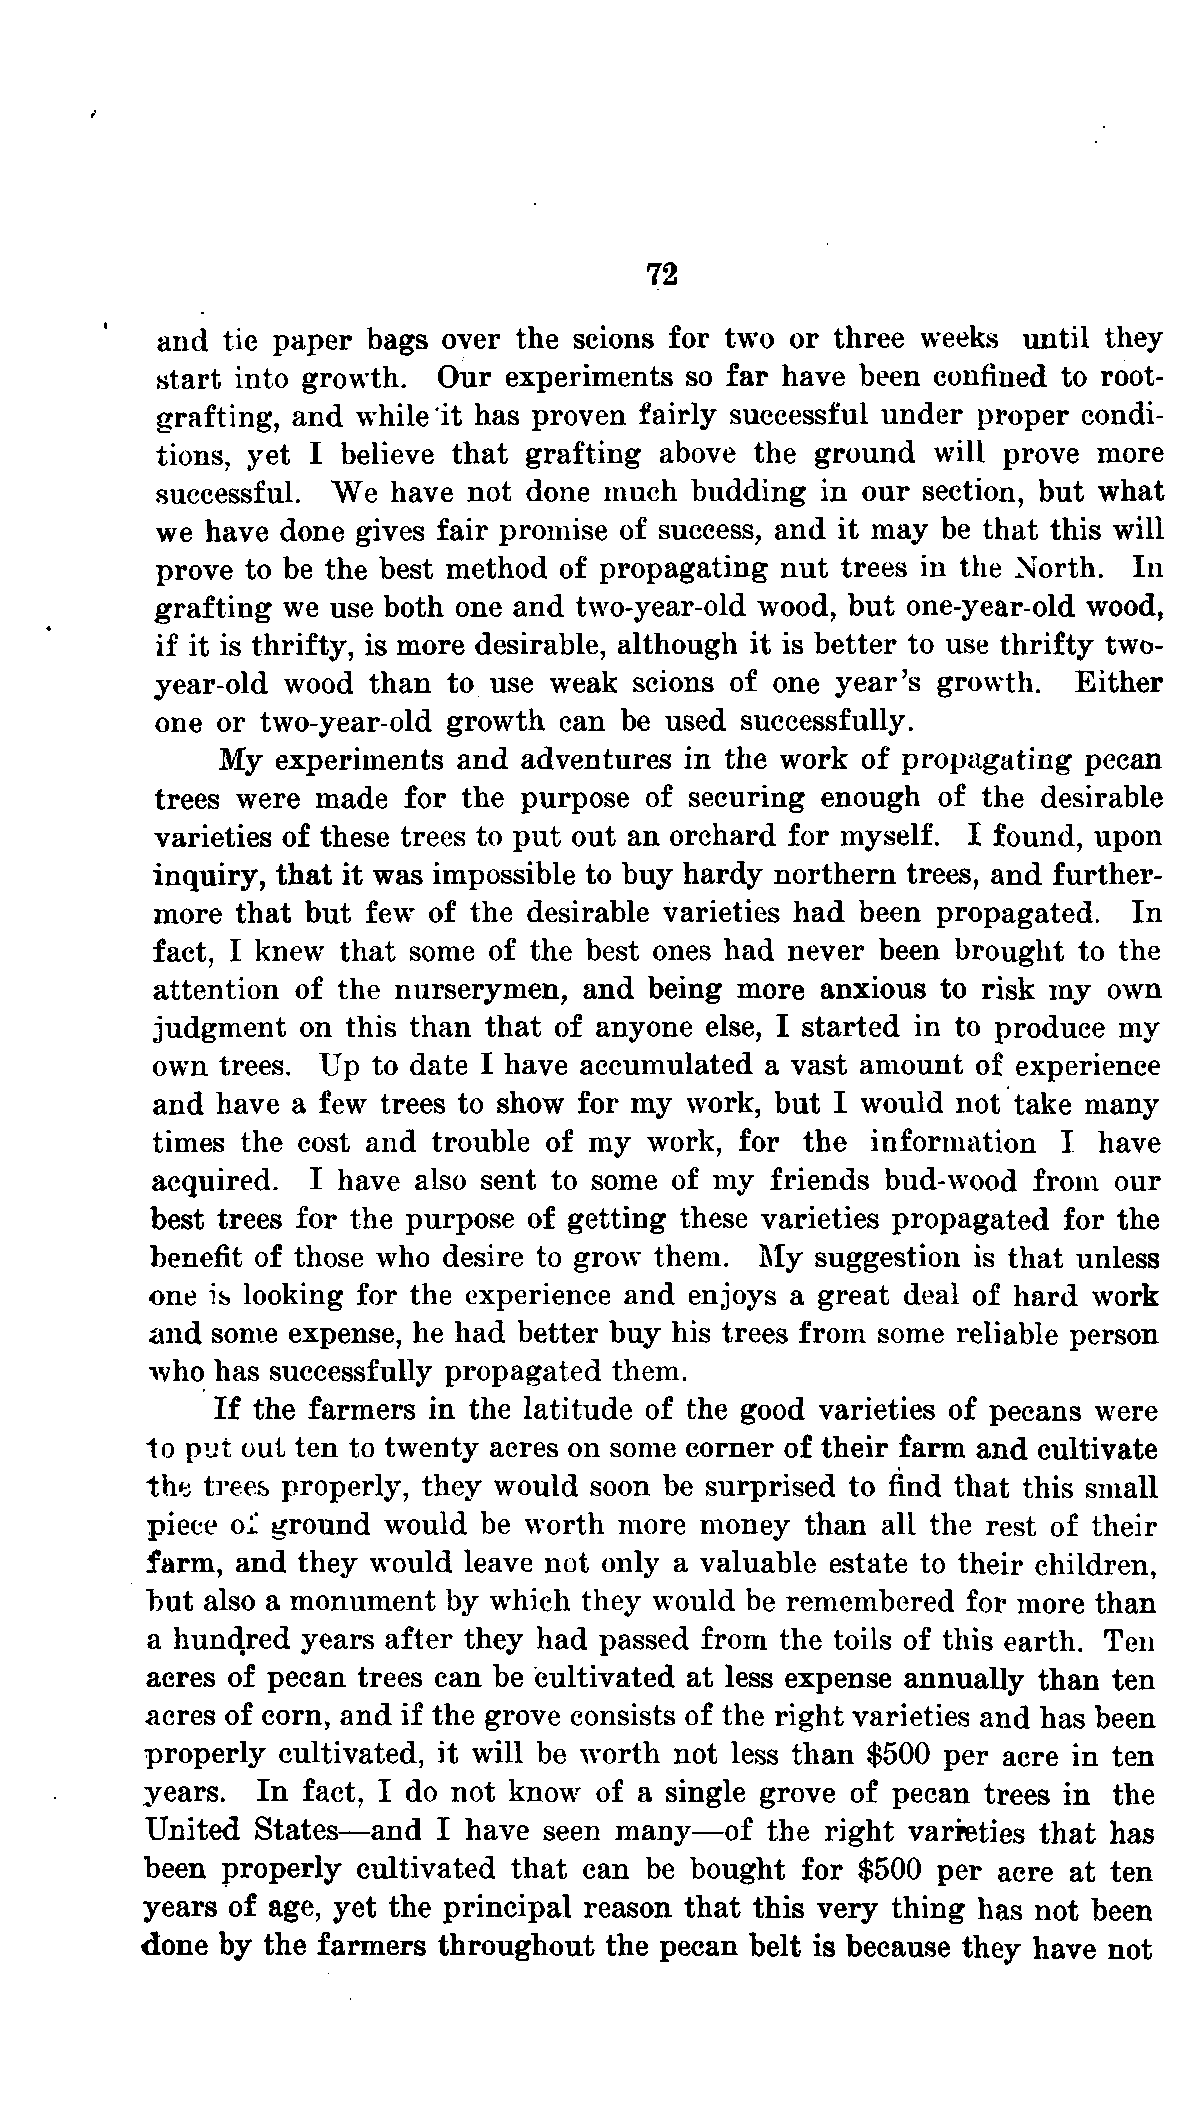 72
and tie paper bags over the scions for two or three weeks until they
start into growth. Our experiments so far have been confined to root-
grafting, and while it has proven fairly successful under proper condi-
tions, yet I believe that grafting above the ground will prove more
successful. We have not done much budding in our section, but what
we have done gives fair promise of success, and it may be that this will
prove to be the best method of propagating nut trees in the North. In
grafting we use both one and two-year-old wood, but one-year-old wood,
if it is thrifty, is more desirable, although it is better to use thrifty two-
year-old wood than to use weak scions of one year's growth. Either
one or two-year-old growth can be used successfully.
My experiments and adventures in the work of propagating pecan
trees were made for the purpose of securing enough of the desirable
varieties of these trees to put out an orchard for myself. I found, upon
inquiry, that it was impossible to buy hardy northern trees, and further-
more that but few of the desirable varieties had been propagated. In
fact, I knew that some of the best ones had never been brought to the
attention of the nurserymen, and being more anxious to risk my own
judgment on this than that of anyone else, I started in to produce my
own trees. Up to date I have accumulated a vast amount of experience
and have a few trees to show for my work, but I would not take many
times the cost and trouble of my work, for the information I have
acquired. I have also sent to some of my friends bud-wood from our
best trees for the purpose of getting these varieties propagated for the
benefit of those who desire to grow them. My suggestion is that unless
one is looking for the experience and enjoys a great deal of hard work
and some expense, he had better buy his trees from some reliable person
who has successfully propagated them.
If the farmers in the latitude of the good varieties of pecans were
to put out ten to twenty acres on some corner of their farm and cultivate
the trees properly, they would soon be surprised to find that this small
piece of ground would be worth more money than all the rest of their
farm, and they would leave not only a valuable estate to their children,
but also a monument by which they would be remembered for more than
a hundred years after they had passed from the toils of this earth. Ten
acres of pecan trees can be cultivated at less expense annually than ten
acres of corn, and if the grove consists of the right varieties and has been
properly cultivated, it will be worth not less than $500 per acre in ten
years. In fact, I do not know of a single grove of pecan trees in the
United States—and I have seen many—of the right varieties that has
been properly cultivated that can be bought for $500 per acre at ten
years of age, yet the principal reason that this very thing has not been
done by the farmers throughout the pecan belt is because they have not